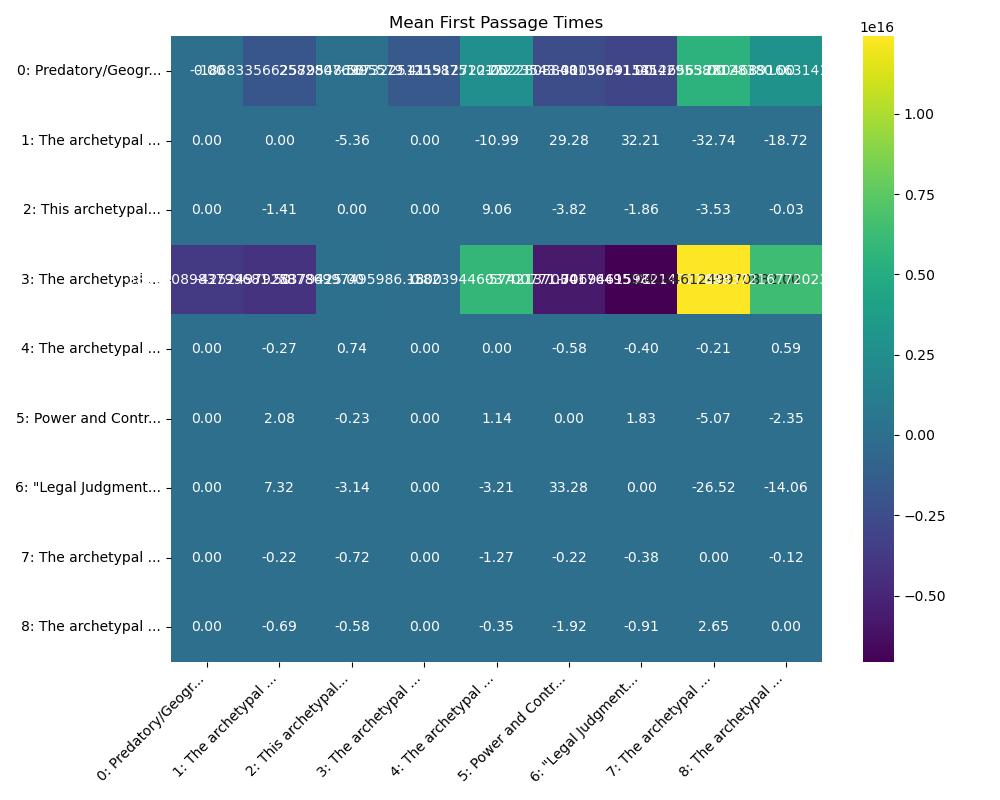 Mean First Passage Times
1e16
0: Predatory/Geogr...
1: The archetypal ... 0.00 0.00 -5.36 0.00 -10.99 29.28 32.21 -32.74 -18.72
2: This archetypal... 0.00 -1.41 0.00 0.00 9.06 -3.82 -1.86 -3.53 -0.03
3: The archetypal ...
4: The archetypal ... 0.00 -0.27 0.74 0.00 0.00 -0.58 -0.40 -0.21 0.59
5: Power and Contr... 0.00 2.08 -0.23 0.00 1.14 0.00 1.83 -5.07 -2.35
6: "Legal Judgment... 0.00 7.32 -3.14 0.00 -3.21 33.28 0.00 -26.52 -14.06
7: The archetypal ... 0.00 -0.22 -0.72 0.00 -1.27 -0.22 -0.38 0.00 -0.12
8: The archetypal ... 0.00 -0.69 -0.58 0.00 -0.35 -1.92 -0.91 2.65 0.00
0: Predatory/Geogr...
1: The archetypal ...
2: This archetypal...
3: The archetypal ...
4: The archetypal ...
5: Power and Contr...
6: "Legal Judgment...
7: The archetypal ...
8: The archetypal ...
1.00
0.75
0.50
0.25
0.00
−0.25
−0.50